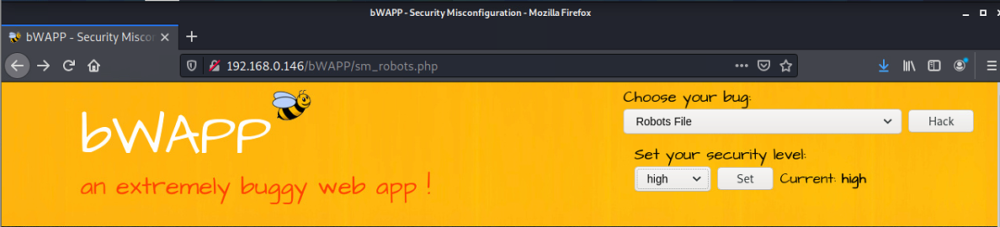 bWAPP - Security Misconfiguration - Mozilla Firefox
bWAPP - Security Miscon
192.168.0.146/bWAPP/sm_robots.php
Choose your bug:
bWAPP
Robots File
Hack
Set your security level:
an extremely buggy web app !
high
Set
Current: high